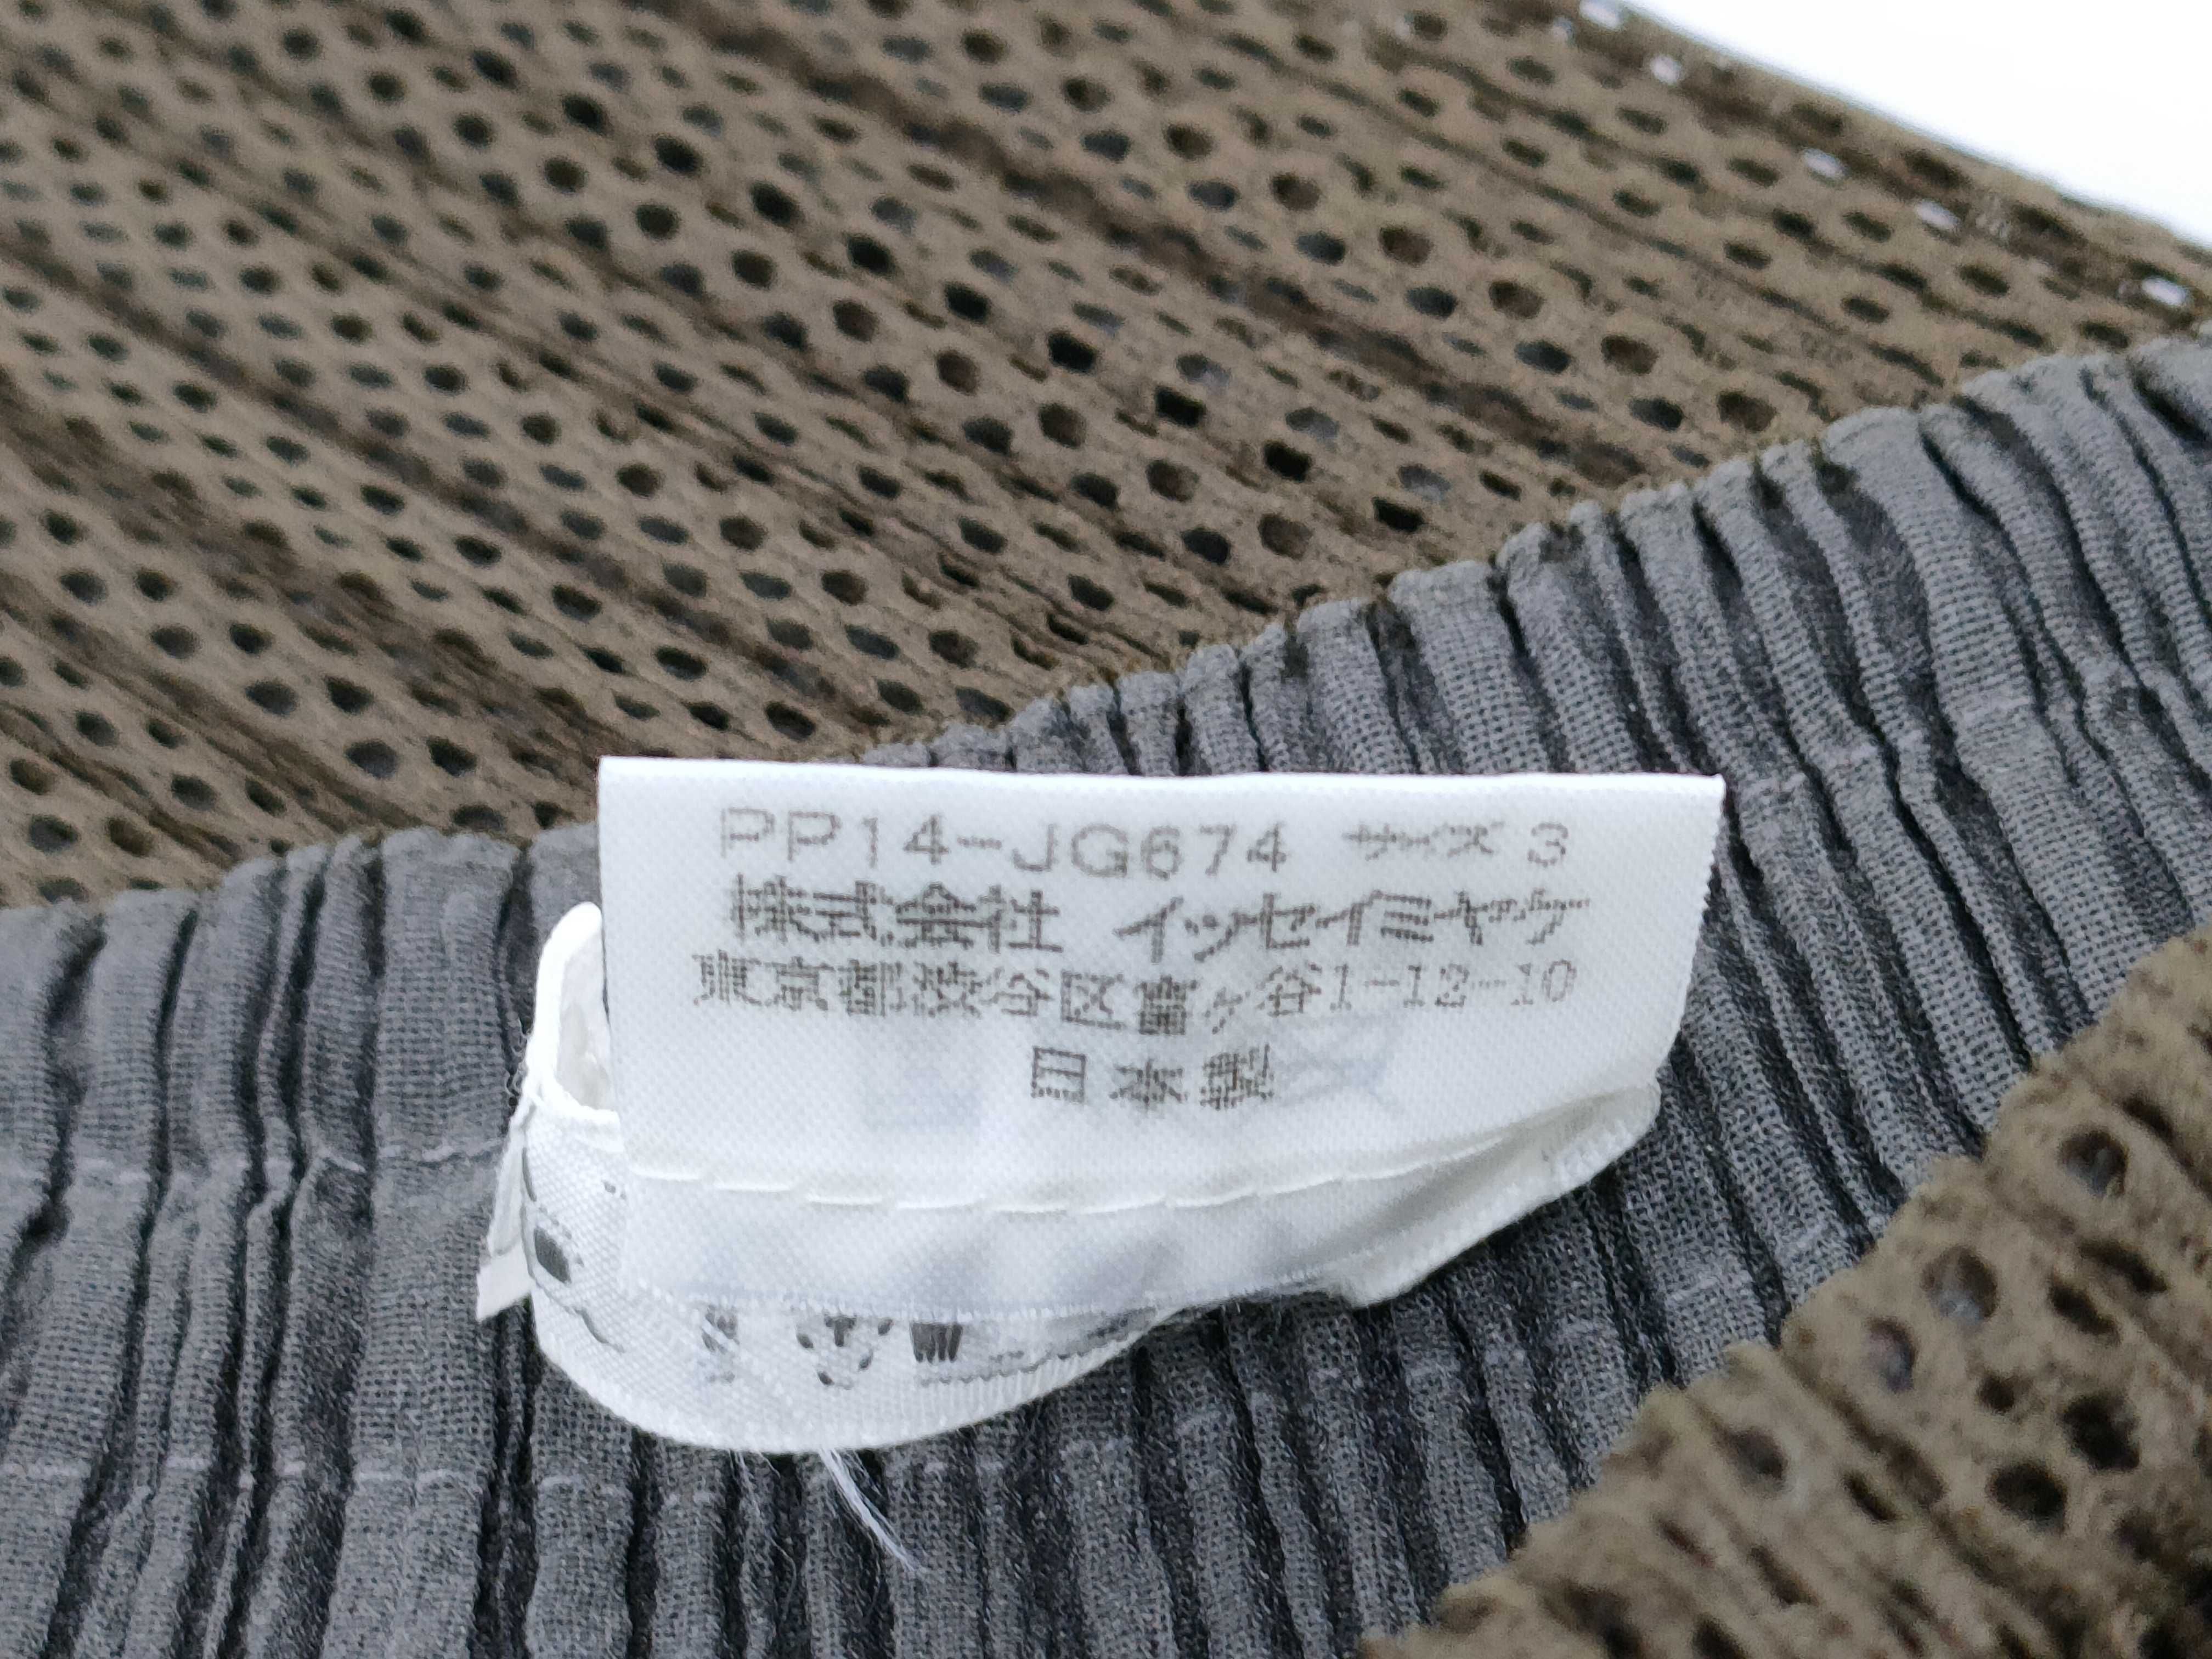 PP14-JG674 サイズ 3
株式会社 イッセイミヤケ
東京都渋谷区富ヶ谷1-12-10
日本製